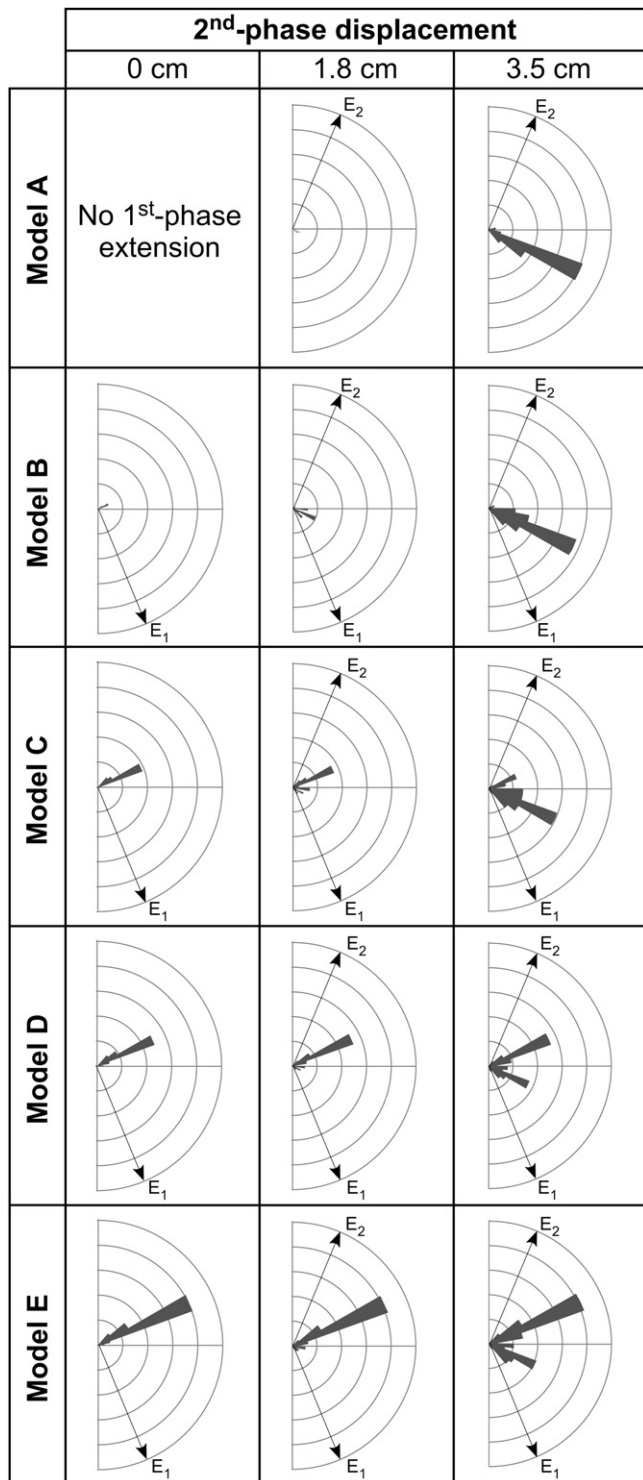 2nd-phase displacement
0 cm 1.8 cm 3.5 cm
Model A
No 1st-phase
extension
E2
E2
Model B
E1
E2
E1
E2
E1
Model C
E1
E2
E1
E2
E1
Model D
E1
E2
E1
E2
E1
Model E
E1
E2
E1
E2
E1